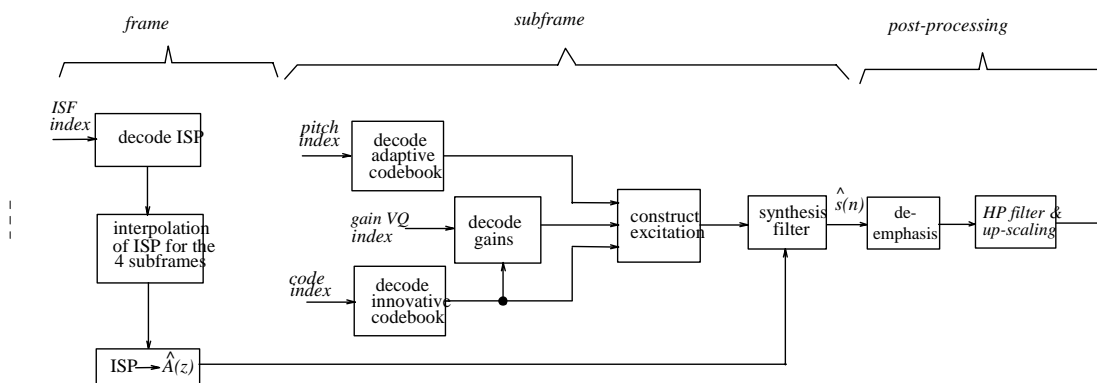 frame
subframe
post-processing
ISF
index
decode ISP
interpolation
of ISP for the
4 subframes
ISP → Â(z)
pitch
index
decode
adaptive
codebook
gain VQ
index
decode
gains
code
index
decode
innovative
codebook
construct
excitation
synthesis
filter
ŝ(n)
de-
emphasis
HP filter &
up-scaling